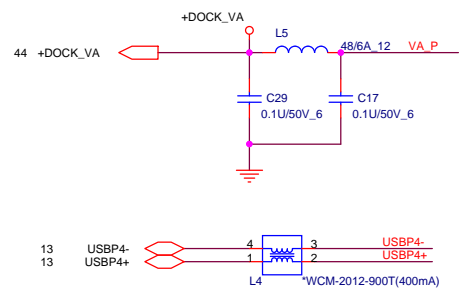 +DOCK_VA
L5
44 +DOCK_VA 48/6A_12 VA_P
C29 C17
0.1U/50V_6 0.1U/50V_6
13 USBP4- 4 3 USBP4-
13 USBP4+ 1 2 USBP4+
L4 *WCM-2012-900T(400mA)